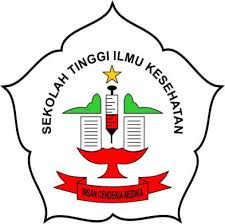 SEKOLAH TINGGI ILMU KESEHATAN
INSAN CENDEKIA MEDIKA